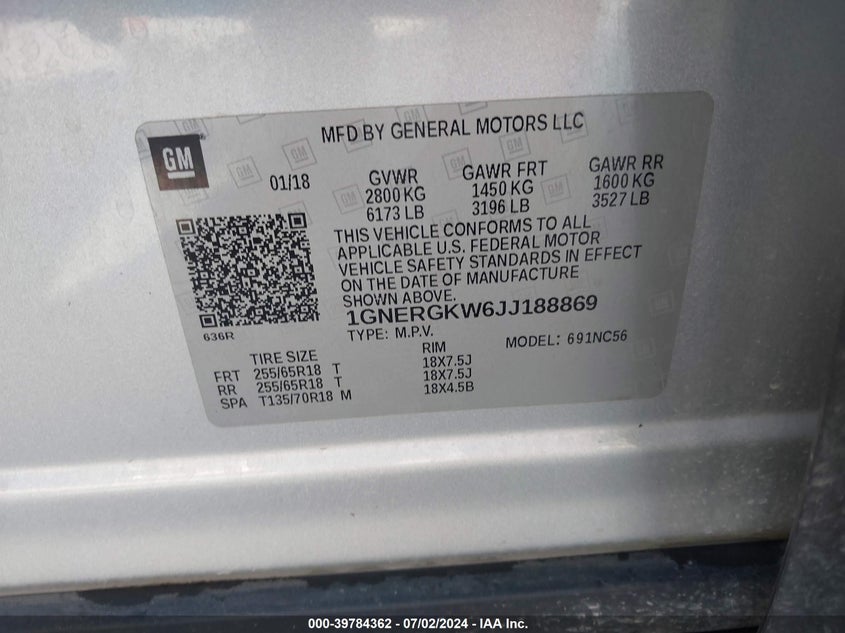 MFD BY GENERAL MOTORS LLC
GM
01/18
GVWR GAWR FRT GAWR RR
2800 KG 1450 KG 1600 KG
6173 LB 3196 LB 3527 LB
THIS VEHICLE CONFORMS TO ALL
APPLICABLE U.S. FEDERAL MOTOR
VEHICLE SAFETY STANDARDS IN EFFECT
ON THE DATE OF MANUFACTURE
SHOWN ABOVE.
1GNERGKW6JJ188869
636R
TYPE: M.P.V. MODEL: 691NC56
TIRE SIZE RIM
FRT 255/65R18 T 18X7.5J
RR 255/65R18 T 18X7.5J
SPA T135/70R18 M 18X4.5B
000-39784362 - 07/02/2024 - IAA Inc.